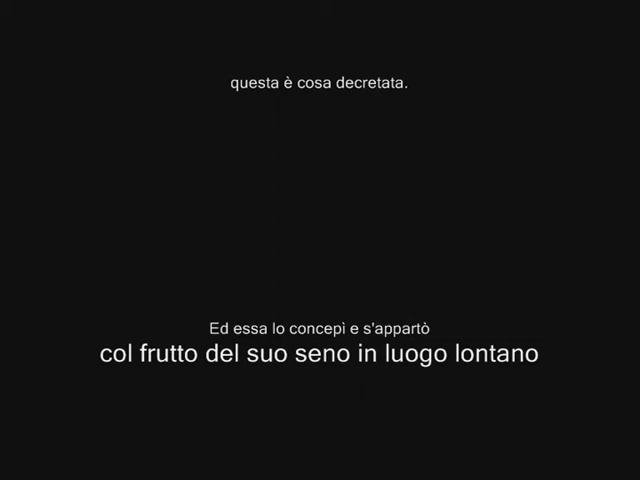 questa è cosa decretata.
Ed essa lo concepì e s'appartò
col frutto del suo seno in luogo lontano